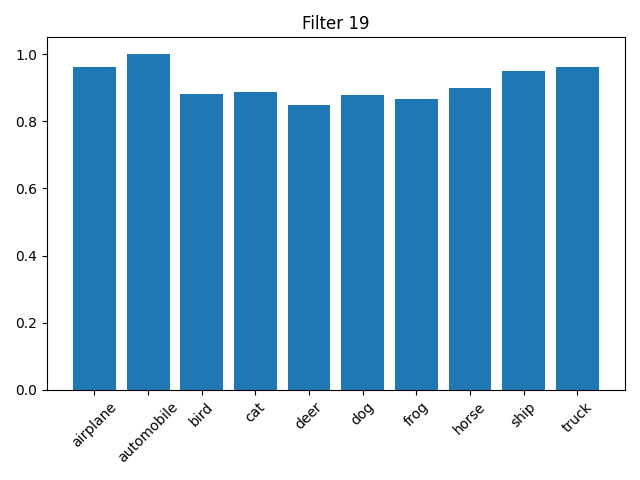 Filter 19
1.0
0.8
0.6
0.4
0.2
0.0
airplane
automobile
bird
cat
deer
dog
frog
horse
ship
truck